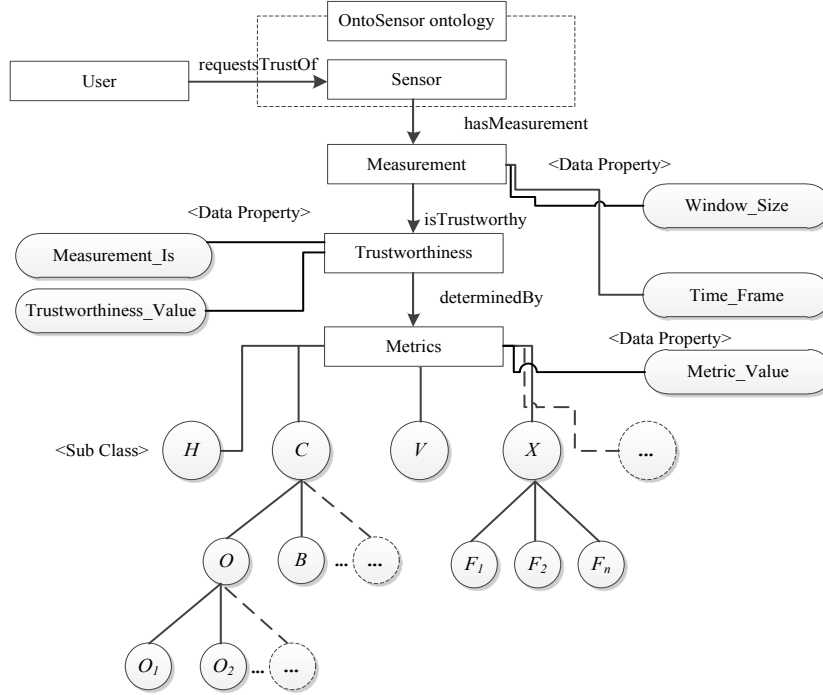 OntoSensor ontology
requestsTrustOf
User
Sensor
hasMeasurement
Measurement
<Data Property>
Window_Size
<Data Property>
isTrustworthy
Measurement_Is
Trustworthiness
Trustworthiness_Value
determinedBy
Time_Frame
<Data Property>
Metrics
Metric_Value
<Sub Class>
H
C
V
X
...
O
B
...
...
F1
F2
Fn
O1
O2
...
...